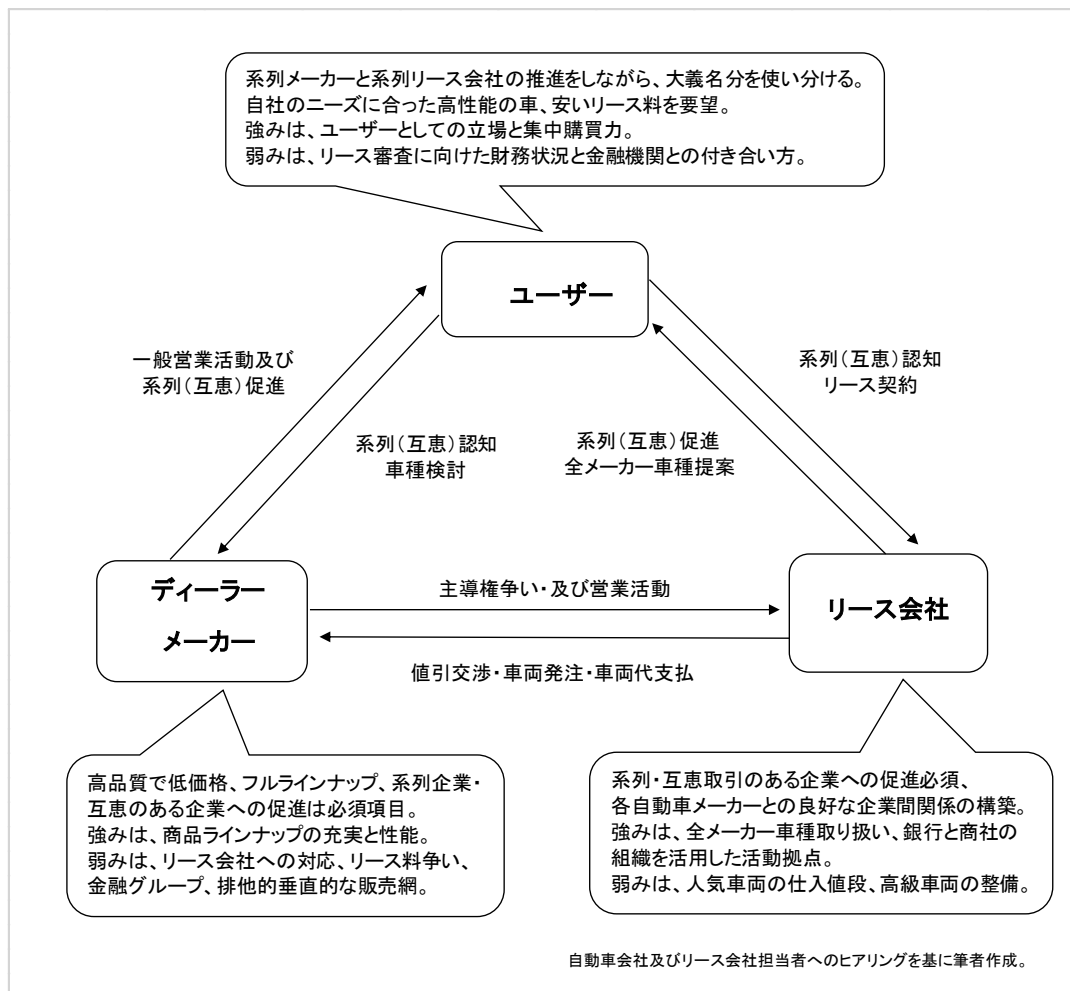 系列メーカーと系列リース会社の推進をしながら、大義名分を使い分ける。
自社のニーズに合った高性能の車、安いリース料を要望。
強みは、ユーザーとしての立場と集中購買力。
弱みは、リース審査に向けた財務状況と金融機関との付き合い方。
ユーザー
一般営業活動及び
系列（互恵）促進
系列（互恵）認知
車種検討
系列（互恵）促進
全メーカー車種提案
系列（互恵）認知
リース契約
ディーラー
メーカー
主導権争い・及び営業活動
値引交渉・車両発注・車両代支払
リース会社
高品質で低価格、フルラインナップ、系列企業・
互恵のある企業への促進は必須項目。
強みは、商品ラインナップの充実と性能。
弱みは、リース会社への対応、リース料争い、
金融グループ、排他的垂直的な販売網。
系列・互恵取引のある企業への促進必須、
各自動車メーカーとの良好な企業間関係の構築。
強みは、全メーカー車種取り扱い、銀行と商社の
組織を活用した活動拠点。
弱みは、人気車両の仕入値段、高級車両の整備。
自動車会社及びリース会社担当者へのヒアリングを基に筆者作成。